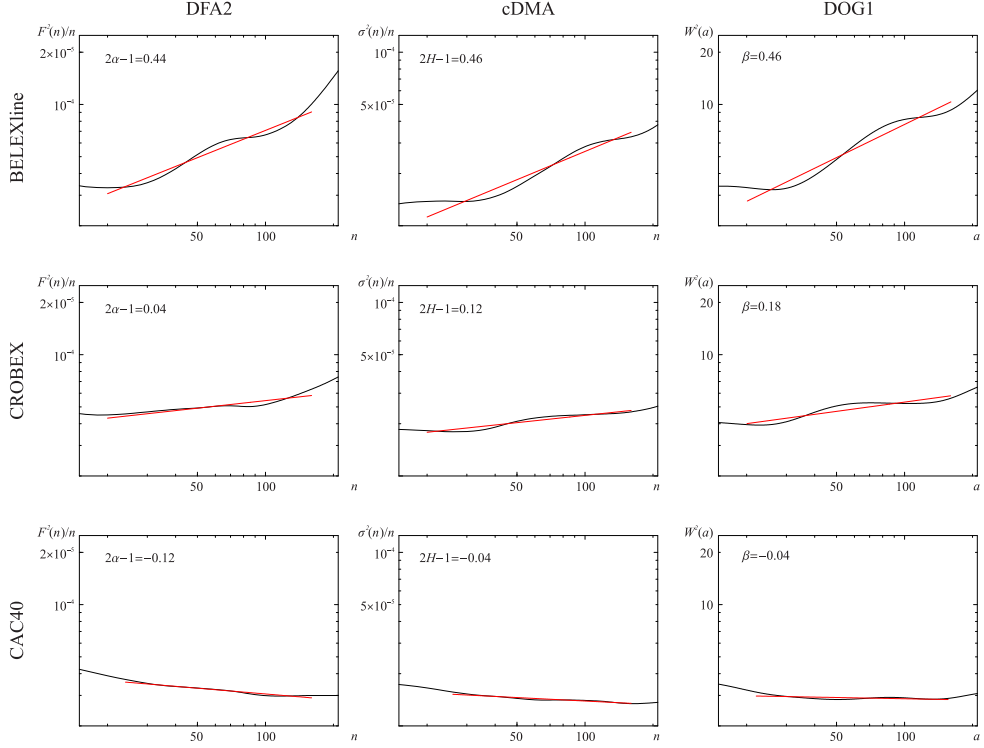 DFA2 cDMA DOG1
BELEXline
F²(n)/n
2×10⁻⁵
10⁻⁴
2α−1=0.44
50 100 n
σ²(n)/n
10⁻⁴
5×10⁻⁵
2H−1=0.46
50 100 n
W²(a)
20
10
β=0.46
50 100 a
CROBEX
F²(n)/n
2×10⁻⁵
10⁻⁴
2α−1=0.04
50 100 n
σ²(n)/n
10⁻⁴
5×10⁻⁵
2H−1=0.12
50 100 n
W²(a)
20
10
β=0.18
50 100 a
CAC40
F²(n)/n
2×10⁻⁵
10⁻⁴
2α−1=−0.12
50 100 n
σ²(n)/n
10⁻⁴
5×10⁻⁵
2H−1=−0.04
50 100 n
W²(a)
20
10
β=−0.04
50 100 a